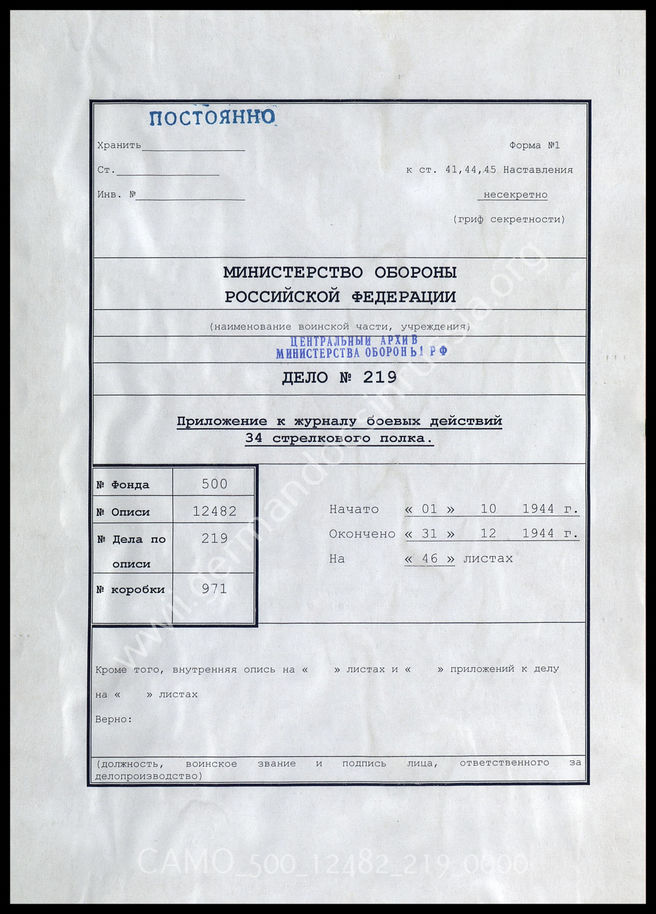 ПОСТОЯННО
Хранить
Форма №1
Ст.
к ст. 41,44,45 Наставления
Инв. №
несекретно
(гриф секретности)
МИНИСТЕРСТВО ОБОРОНЫ
РОССИЙСКОЙ ФЕДЕРАЦИИ
(наименование воинской части, учреждения)
ЦЕНТРАЛЬНЫЙ АРХИВ
МИНИСТЕРСТВА ОБОРОНЫ РФ
ДЕЛО № 219
Приложение к журналу боевых действий
34 стрелкового полка.
№ Фонда 500
№ Описи 12482
№ Дела по 219
описи
№ коробки 971
Начато « 01 » 10 1944 г.
Окончено « 31 » 12 1944 г.
На « 46 » листах
Кроме того, внутренняя опись на « » листах и « » приложений к делу
на « » листах
Верно:
(должность, воинское звание и подпись лица, ответственного за
делопроизводство)
www.germandocsinrussia.org
CAMO_500_12482_219_0000